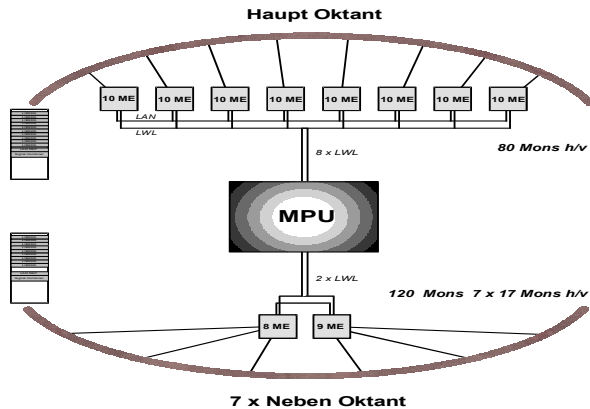 Haupt Oktant
10 ME 10 ME 10 ME 10 ME 10 ME 10 ME 10 ME 10 ME
LAN
LWL
80 Mons h/v
8 x LWL
MPU
2 x LWL
120 Mons 7 x 17 Mons h/v
8 ME 9 ME
7 x Neben Oktant